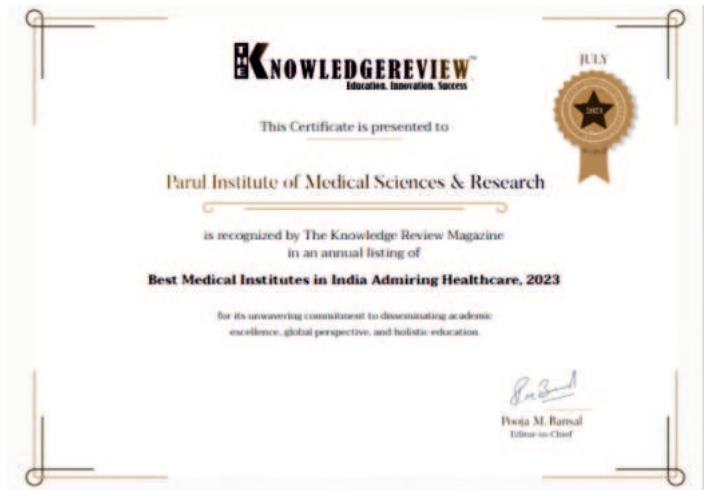 THE KNOWLEDGEREVIEW™
Education. Innovation. Success
JULY
2023
This Certificate is presented to
Parul Institute of Medical Sciences & Research
is recognized by The Knowledge Review Magazine
in an annual listing of
Best Medical Institutes in India Admiring Healthcare, 2023
for its unwavering commitment to disseminating academic
excellence, global perspective, and holistic education.
Pooja M. Bansal
Editor-in-Chief